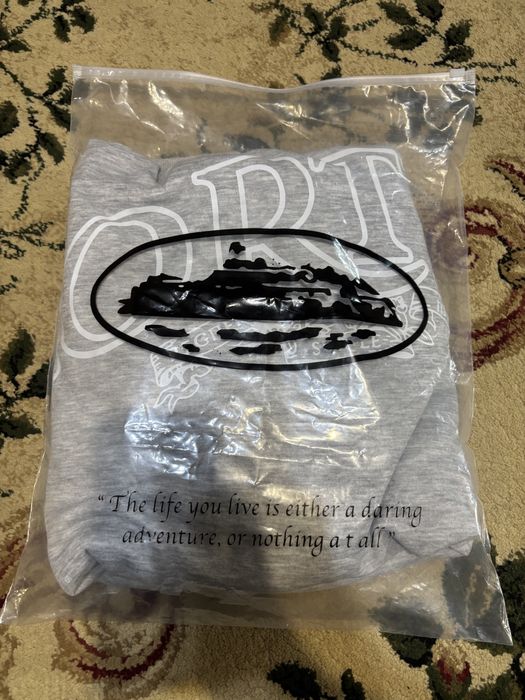 ORT
" The life you live is either a daring
adventure, or nothing a t all "